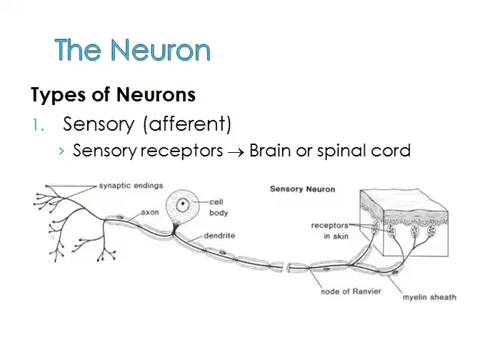 The Neuron
Types of Neurons
1. Sensory (afferent)
› Sensory receptors → Brain or spinal cord
synaptic endings
axon
cell
body
dendrite
Sensory Neuron
receptors
in skin
node of Ranvier
myelin sheath